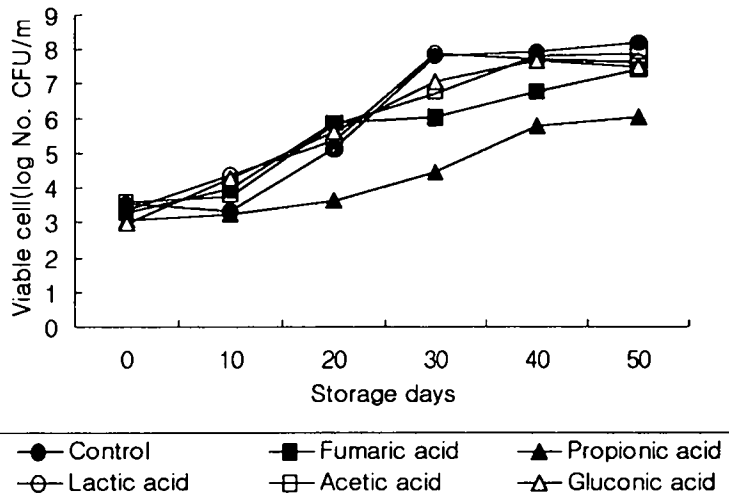 Viable cell(log No. CFU/m
9
8
7
6
5
4
3
2
1
0
0 10 20 30 40 50
Storage days
Control Fumaric acid Propionic acid
Lactic acid Acetic acid Gluconic acid